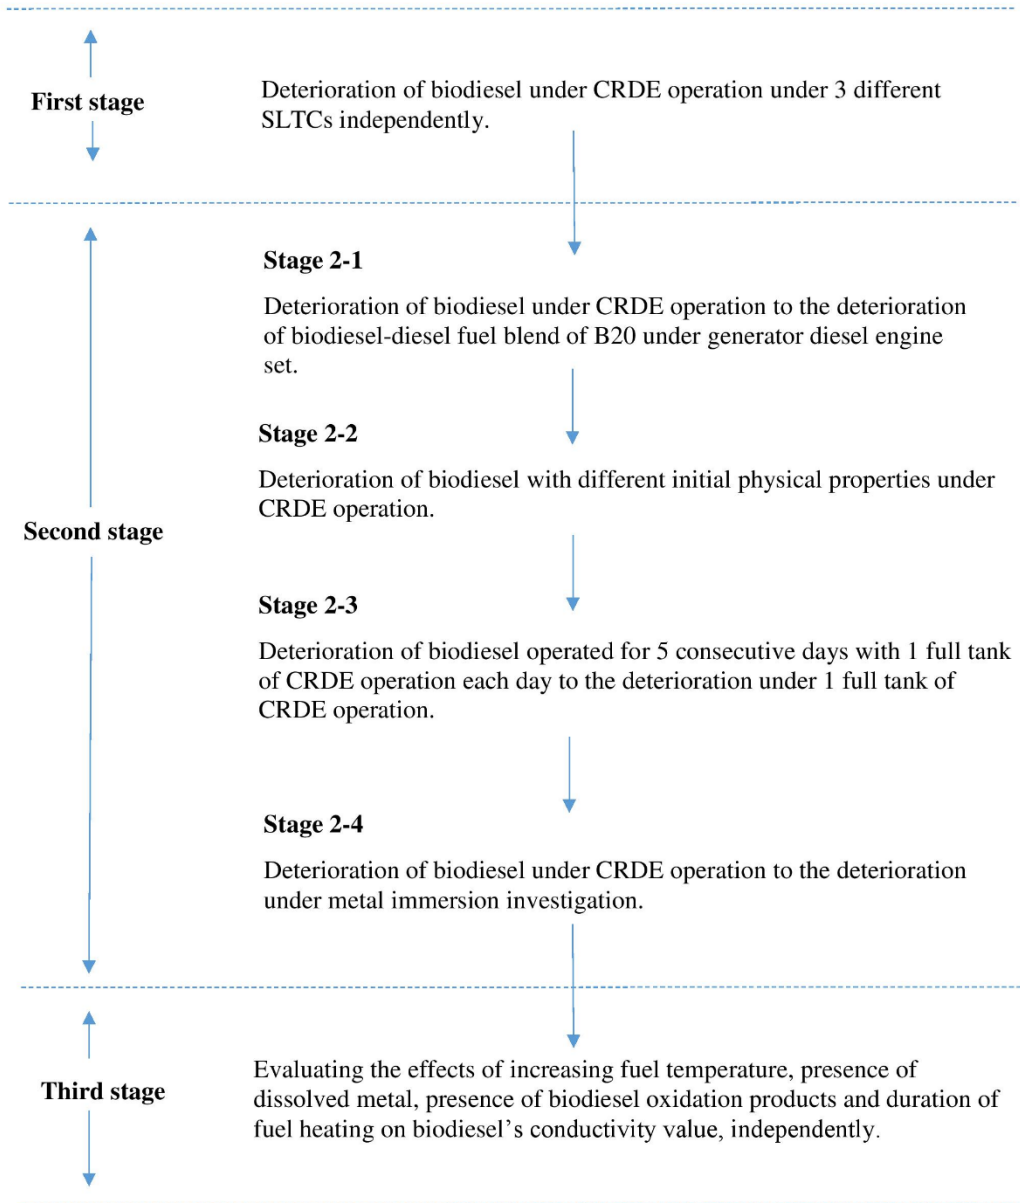 First stage
Deterioration of biodiesel under CRDE operation under 3 different
SLTCs independently.
Stage 2-1
Deterioration of biodiesel under CRDE operation to the deterioration
of biodiesel-diesel fuel blend of B20 under generator diesel engine
set.
Stage 2-2
Deterioration of biodiesel with different initial physical properties under
CRDE operation.
Second stage
Stage 2-3
Deterioration of biodiesel operated for 5 consecutive days with 1 full tank
of CRDE operation each day to the deterioration under 1 full tank of
CRDE operation.
Stage 2-4
Deterioration of biodiesel under CRDE operation to the deterioration
under metal immersion investigation.
Third stage
Evaluating the effects of increasing fuel temperature, presence of
dissolved metal, presence of biodiesel oxidation products and duration of
fuel heating on biodiesel’s conductivity value, independently.